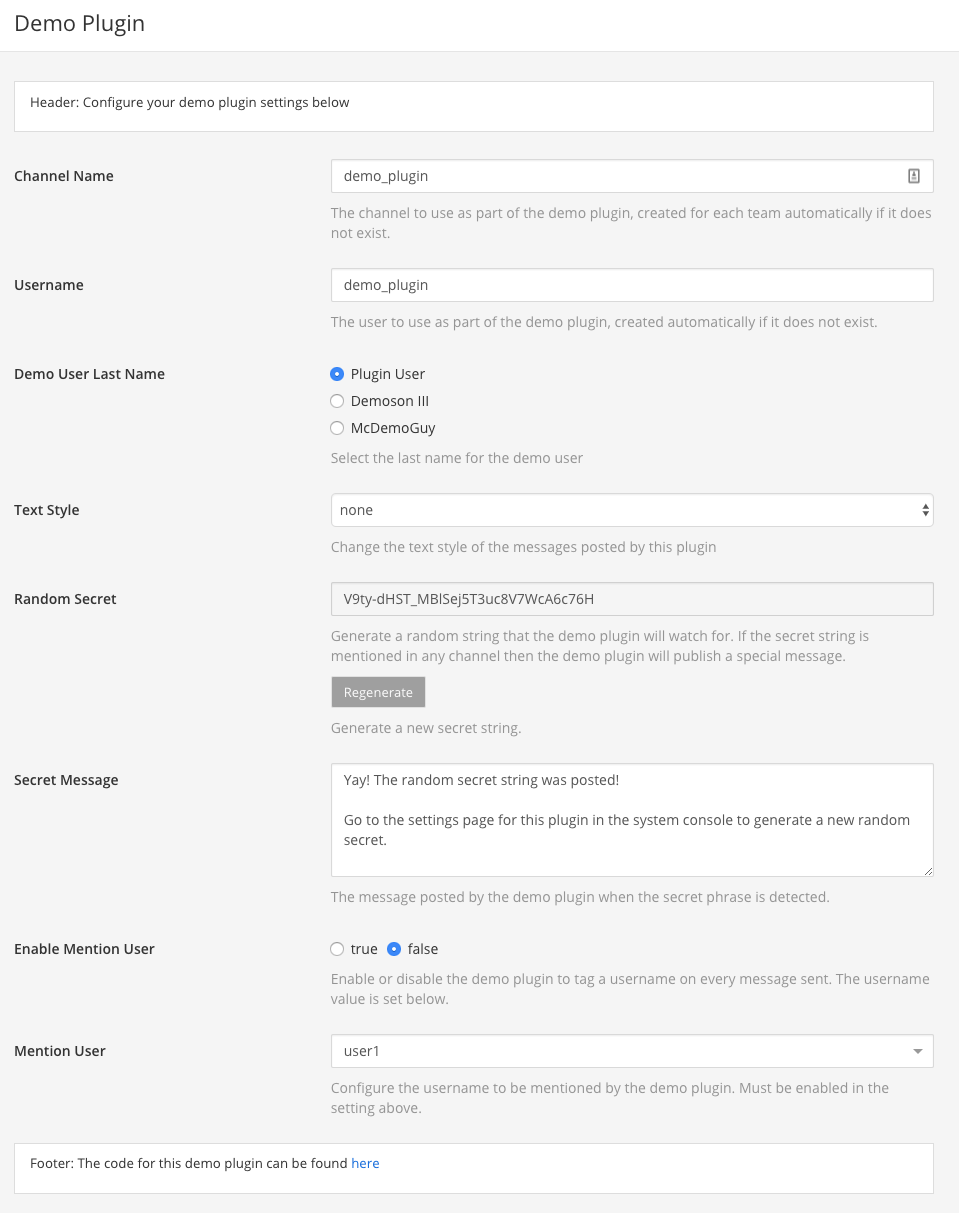 Demo Plugin
Header: Configure your demo plugin settings below
Channel Name
demo_plugin
The channel to use as part of the demo plugin, created for each team automatically if it does
not exist.
Username
demo_plugin
The user to use as part of the demo plugin, created automatically if it does not exist.
Demo User Last Name
Plugin User
Demoson III
McDemoGuy
Select the last name for the demo user
Text Style
none
Change the text style of the messages posted by this plugin
Random Secret
V9ty-dHST_MBlSej5T3uc8V7WcA6c76H
Generate a random string that the demo plugin will watch for. If the secret string is
mentioned in any channel then the demo plugin will publish a special message.
Regenerate
Generate a new secret string.
Secret Message
Yay! The random secret string was posted!
Go to the settings page for this plugin in the system console to generate a new random
secret.
The message posted by the demo plugin when the secret phrase is detected.
Enable Mention User
true false
Enable or disable the demo plugin to tag a username on every message sent. The username
value is set below.
Mention User
user1
Configure the username to be mentioned by the demo plugin. Must be enabled in the
setting above.
Footer: The code for this demo plugin can be found here